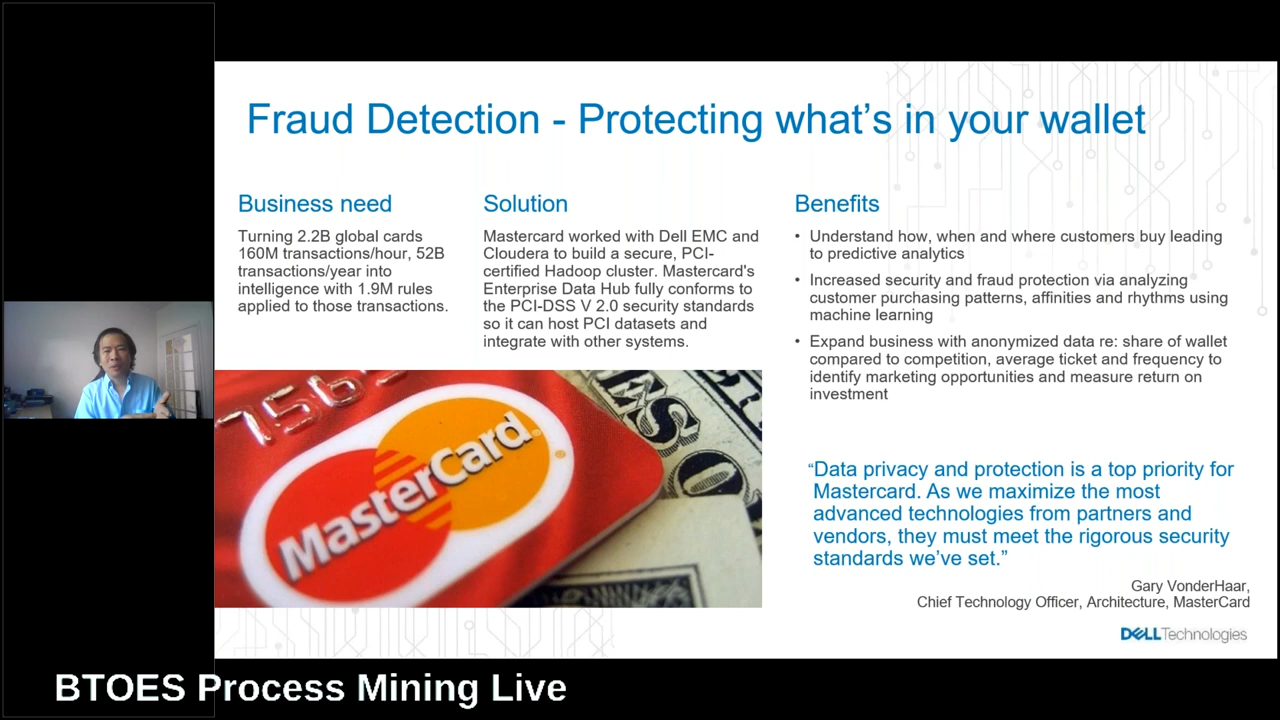 Fraud Detection - Protecting what's in your wallet
Business need
Turning 2.2B global cards
160M transactions/hour, 52B
transactions/year into
intelligence with 1.9M rules
applied to those transactions.
Solution
Mastercard worked with Dell EMC and
Cloudera to build a secure, PCI-
certified Hadoop cluster. Mastercard's
Enterprise Data Hub fully conforms to
the PCI-DSS V 2.0 security standards
so it can host PCI datasets and
integrate with other systems.
Benefits
• Understand how, when and where customers buy leading
to predictive analytics
• Increased security and fraud protection via analyzing
customer purchasing patterns, affinities and rhythms using
machine learning
• Expand business with anonymized data re: share of wallet
compared to competition, average ticket and frequency to
identify marketing opportunities and measure return on
investment
756
MasterCard
“Data privacy and protection is a top priority for
Mastercard. As we maximize the most
advanced technologies from partners and
vendors, they must meet the rigorous security
standards we've set.”
Gary VonderHaar,
Chief Technology Officer, Architecture, MasterCard
DELLTechnologies
BTOES Process Mining Live